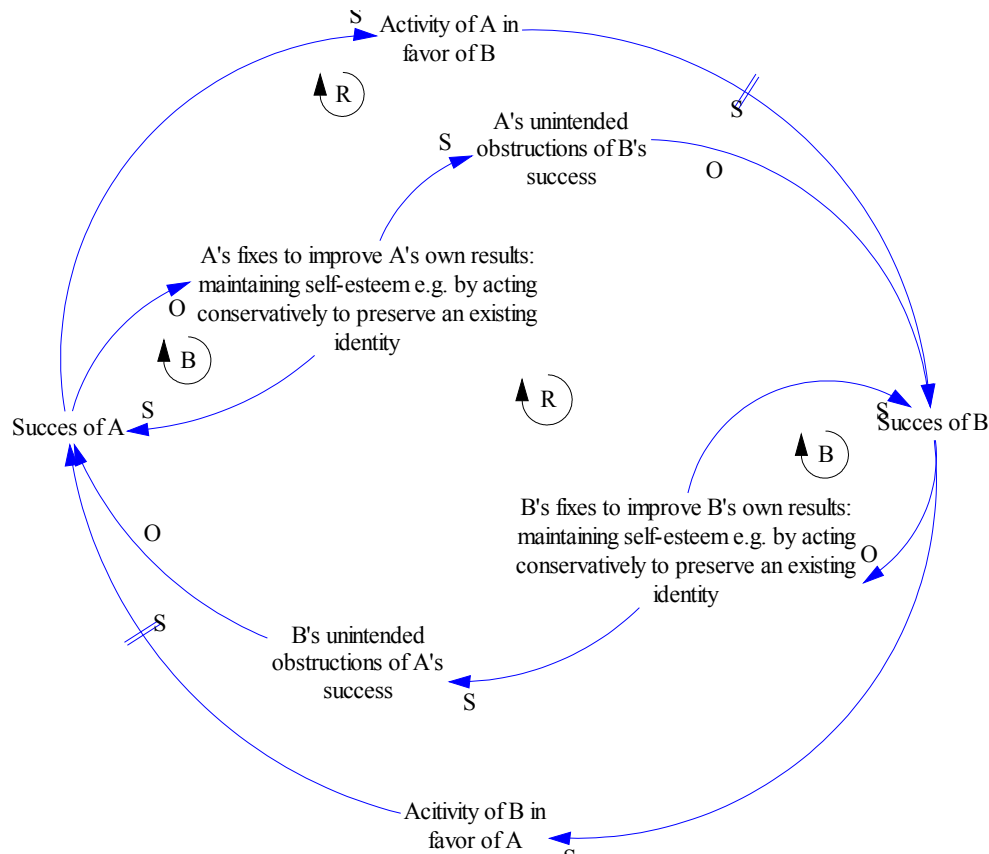 S
Activity of A in
favor of B
R
S
A's unintended
obstructions of B's
success
S
O
A's fixes to improve A's own results:
maintaining self-esteem e.g. by acting
conservatively to preserve an existing
identity
O
B
R
S
Succes of A
S
Succes of B
B
B's fixes to improve B's own results:
maintaining self-esteem e.g. by acting
conservatively to preserve an existing
identity
O
O
S
B's unintended
obstructions of A's
success
S
Acitivity of B in
favor of A
S